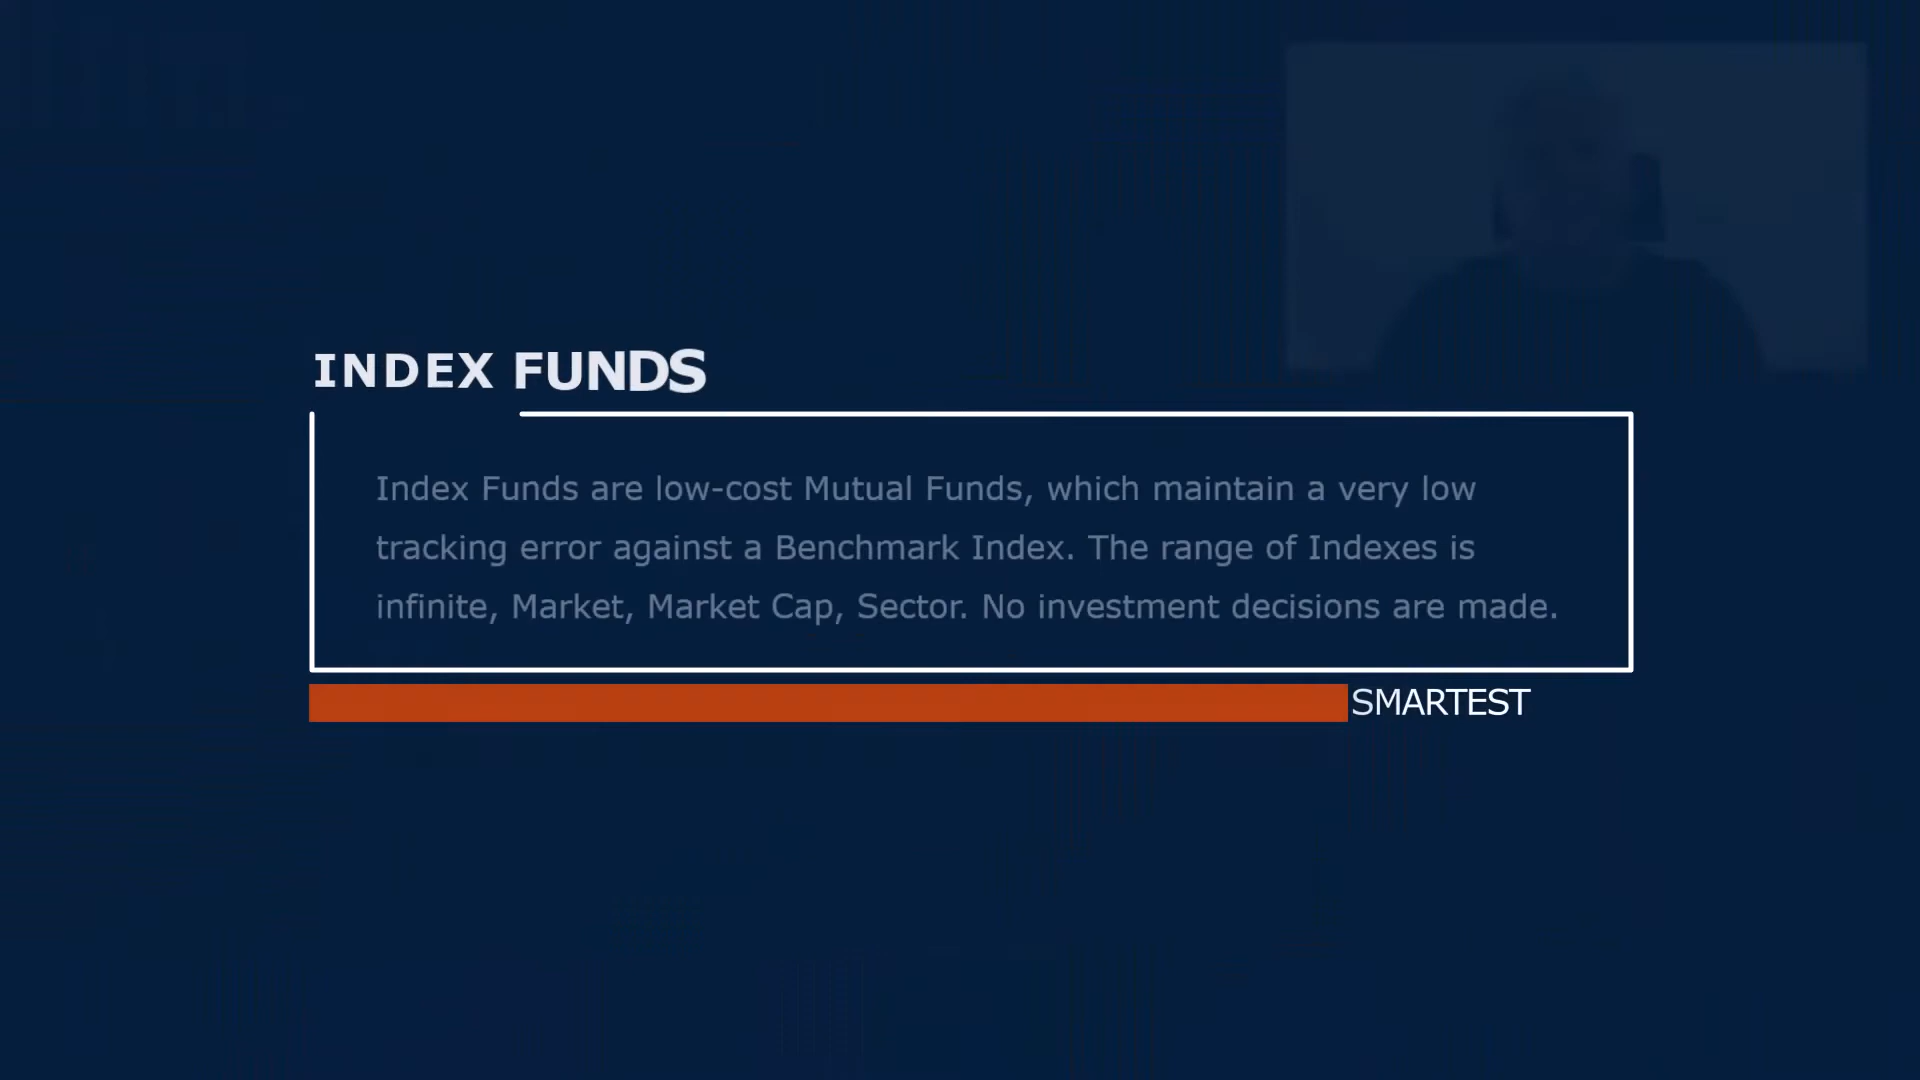 INDEX FUNDS
Index Funds are low-cost Mutual Funds, which maintain a very low
tracking error against a Benchmark Index. The range of Indexes is
infinite, Market, Market Cap, Sector. No investment decisions are made.
SMARTEST